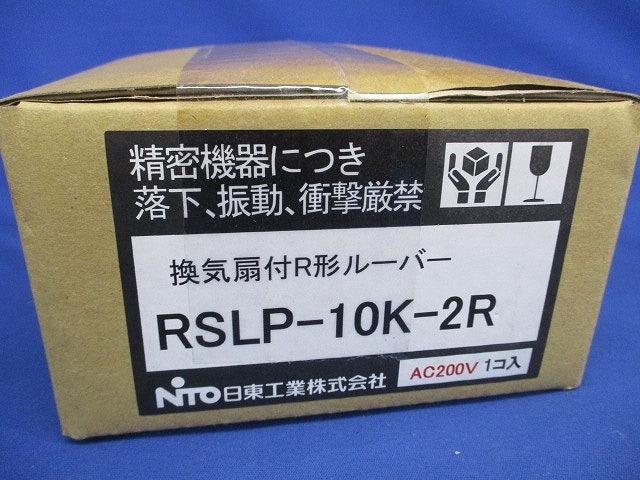 精密機器につき
落下、振動、衝撃厳禁
換気扇付R形ルーバー
RSLP-10K-2R
NITO 日東工業株式会社
AC200V 1コ入